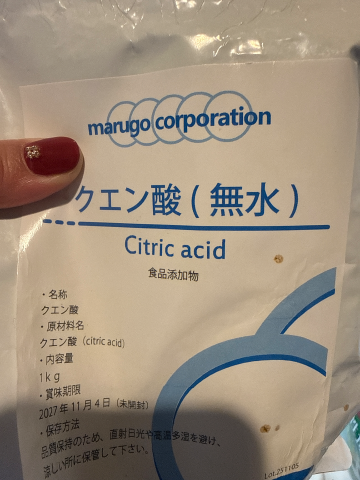 marugo corporation
クエン酸(無水)
Citric acid
食品添加物
・名称
クエン酸
・原材料名
クエン酸（citric acid）
・内容量
1kg
・賞味期限
2027年11月4日（未開封）
・保存方法
品質保持のため、直射日光や高温多湿を避け、
涼しい所に保管して下さい。
Lot.251105